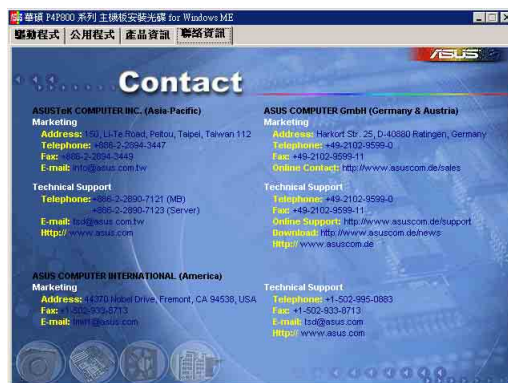 華碩 P4P800 系列 主機板安裝光碟 for Windows ME
驅動程式 公用程式 產品資訊 聯絡資訊
ASUS
Contact
ASUSTeK COMPUTER INC. (Asia-Pacific)
Marketing
Address: 150, Li-Te Road, Peitou, Taipei, Taiwan 112
Telephone: +886-2-2894-3447
Fax: +886-2-2894-3449
E-mail: info@asus.com.tw
Technical Support
Telephone: +886-2-2890-7121 (MB)
+886-2-2890-7123 (Server)
E-mail: tsd@asus.com.tw
Http:// www.asus.com
ASUS COMPUTER GmbH (Germany & Austria)
Marketing
Address: Harkort Str. 25, D-40880 Ratingen, Germany
Telephone: +49-2102-9599-0
Fax: +49-2102-9599-11
Online Contact: http://www.asuscom.de/sales
Technical Support
Telephone: +49-2102-9599-0
Fax: +49-2102-9599-11
Online Support: http://www.asuscom.de/support
Download: http://www.asuscom.de/news
Http:// www.asuscom.de
ASUS COMPUTER INTERNATIONAL (America)
Marketing
Address: 44370 Nobel Drive, Fremont, CA 94538, USA
Fax: +1-502-933-8713
E-mail: tmm1@asus.com
Technical Support
Telephone: +1-502-995-0883
Fax: +1-502-933-8713
E-mail: tsd@asus.com
Http:// www.asus.com